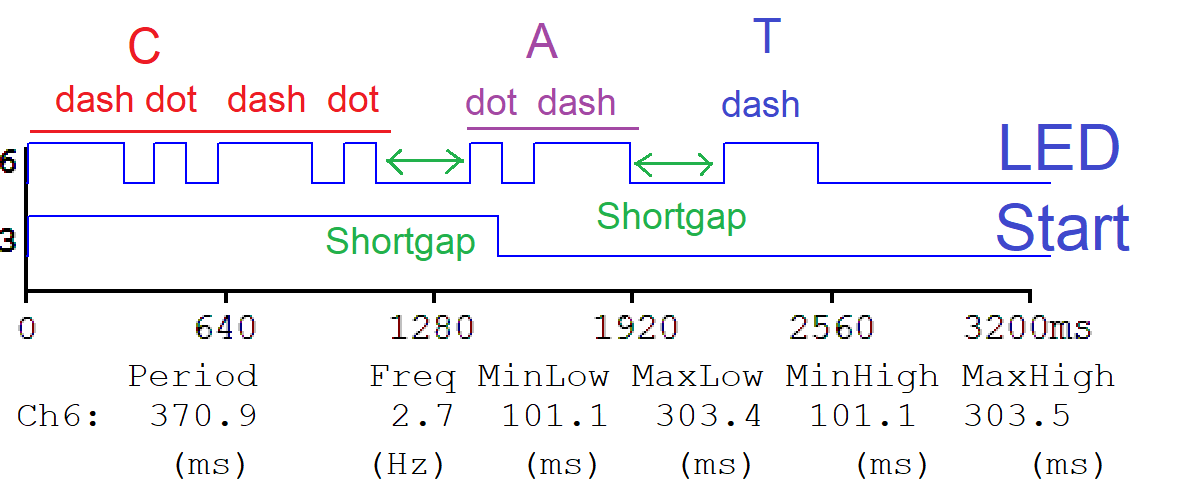 C A T
dash dot dash dot dot dash dash
6 LED
Shortgap
3 Shortgap Start
0 640 1280 1920 2560 3200ms
Period Freq MinLow MaxLow MinHigh MaxHigh
Ch6: 370.9 2.7 101.1 303.4 101.1 303.5
(ms) (Hz) (ms) (ms) (ms) (ms)